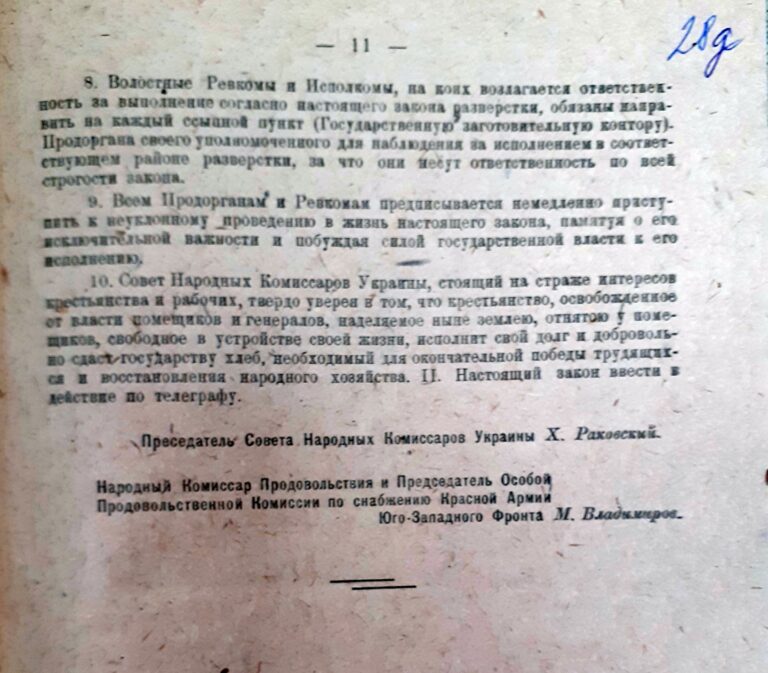 — 11 —
28д
8. Волостные Ревкомы и Исполкомы, на коих возлагается ответствен-
ность за выполнение согласно настоящего закона разверстки, обязаны напра-
вить на каждый ссыпной пункт (Государственную заготовительную контору).
Продоргана своего уполномоченного для наблюдения за исполнением в соответ-
ствующем районе разверстки, за что они несут ответственность по всей
строгости закона.
9. Всем Продорганам и Ревкомам предписывается немедленно присту-
пить к неуклонному проведению в жизнь настоящего закона, памятуя о его
исключительной важности и побуждая силой государственной власти к его
исполнению.
10. Совет Народных Комиссаров Украины, стоящий на страже интересов
крестьянства и рабочих, твердо уверен в том, что крестьянство, освобожденное
от власти помещиков и генералов, наделяемое ныне землею, отнятою у поме-
щиков, свободное в устройстве своей жизни, исполнит свой долг и доброволь-
но сдаст государству хлеб, необходимый для окончательной победы трудящих-
ся и восстановления народного хозяйства. II. Настоящий закон ввести в
действие по телеграфу.
Преседатель Совета Народных Комиссаров Украины Х. Раковский.
Народный Комиссар Продовольствия и Председатель Особой
Продовольственной Комиссии по снабжению Красной Армии
Юго-Западного Фронта М. Владимиров.